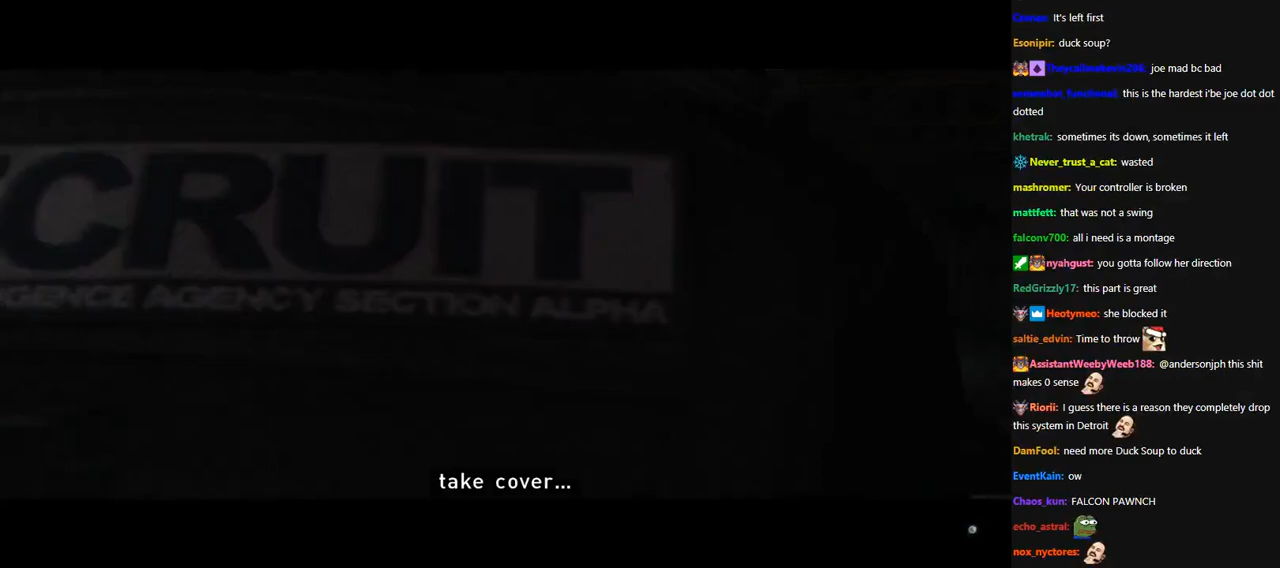 CRUIT
AGENCY SECTION ALPHA
take cover...
It's left first
Esonipir: duck soup?
joe mad bc bad
this is the hardest i'be joe dot dot
dotted
khetrak: sometimes its down, sometimes it left
Never_trust_a_cat: wasted
mashromer: Your controller is broken
mattfett: that was not a swing
falconv700: all i need is a montage
nyahgust: you gotta follow her direction
RedGrizzly17: this part is great
Heotymeo: she blocked it
saltie_edvin: Time to throw
AssistantWeebyWeeb188: @andersonjph this shit
makes 0 sense
Riorii: I guess there is a reason they completely drop
this system in Detroit
DamFool: need more Duck Soup to duck
EventKain: ow
Chaos_kun: FALCON PAWNCH
echo_astral:
nox_nyctores: